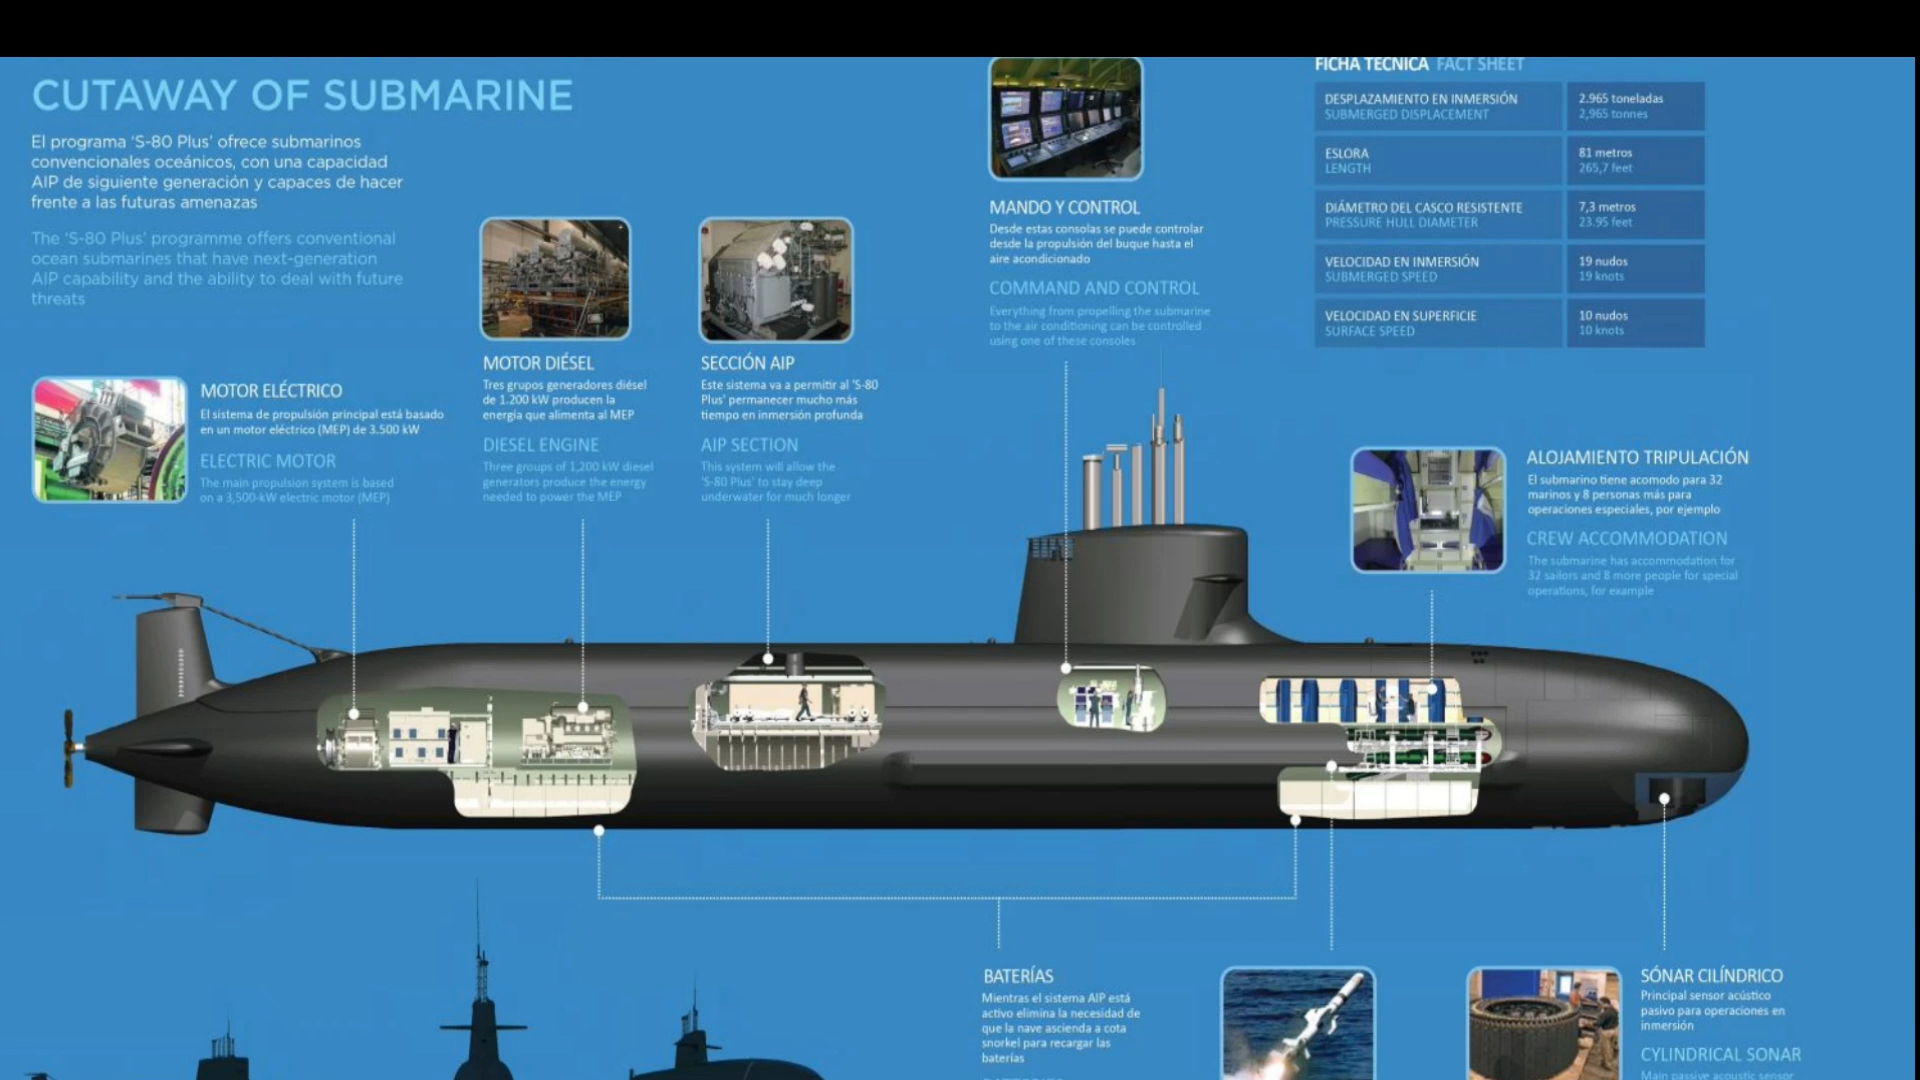 CUTAWAY OF SUBMARINE
El programa ‘S-80 Plus’ ofrece submarinos
convencionales oceánicos, con una capacidad
AIP de siguiente generación y capaces de hacer
frente a las futuras amenazas
The ‘S-80 Plus’ programme offers conventional
ocean submarines that have next-generation
AIP capability and the ability to deal with future
threats
MOTOR ELÉCTRICO
El sistema de propulsión principal está basado
en un motor eléctrico (MEP) de 3.500 kW
ELECTRIC MOTOR
The main propulsion system is based
on a 3,500-kW electric motor (MEP)
MOTOR DIÉSEL
Tres grupos generadores diésel
de 1.200 kW producen la
energía que alimenta al MEP
DIESEL ENGINE
Three groups of 1,200 kW diesel
generators produce the energy
needed to power the MEP
SECCIÓN AIP
Este sistema va a permitir al ‘S-80
Plus’ permanecer mucho más
tiempo en inmersión profunda
AIP SECTION
This system will allow the
‘S-80 Plus’ to stay deep
underwater for much longer
MANDO Y CONTROL
Desde estas consolas se puede controlar
desde la propulsión del buque hasta el
aire acondicionado
COMMAND AND CONTROL
Everything from propelling the submarine
to the air conditioning can be controlled
using one of these consoles
FICHA TÉCNICA FACT SHEET
DESPLAZAMIENTO EN INMERSIÓN 2.965 toneladas
SUBMERGED DISPLACEMENT 2,965 tonnes
ESLORA 81 metros
LENGTH 265,7 feet
DIÁMETRO DEL CASCO RESISTENTE 7,3 metros
PRESSURE HULL DIAMETER 23.95 feet
VELOCIDAD EN INMERSIÓN 19 nudos
SUBMERGED SPEED 19 knots
VELOCIDAD EN SUPERFICIE 10 nudos
SURFACE SPEED 10 knots
ALOJAMIENTO TRIPULACIÓN
El submarino tiene acomodo para 32
marinos y 8 personas más para
operaciones especiales, por ejemplo
CREW ACCOMMODATION
The submarine has accommodation for
32 sailors and 8 more people for special
operations, for example
BATERÍAS
Mientras el sistema AIP está
activo elimina la necesidad de
que la nave ascienda a cota
snorkel para recargar las
baterías
SÓNAR CILÍNDRICO
Principal sensor acústico
pasivo para operaciones en
inmersión
CYLINDRICAL SONAR
Main passive acoustic sensor